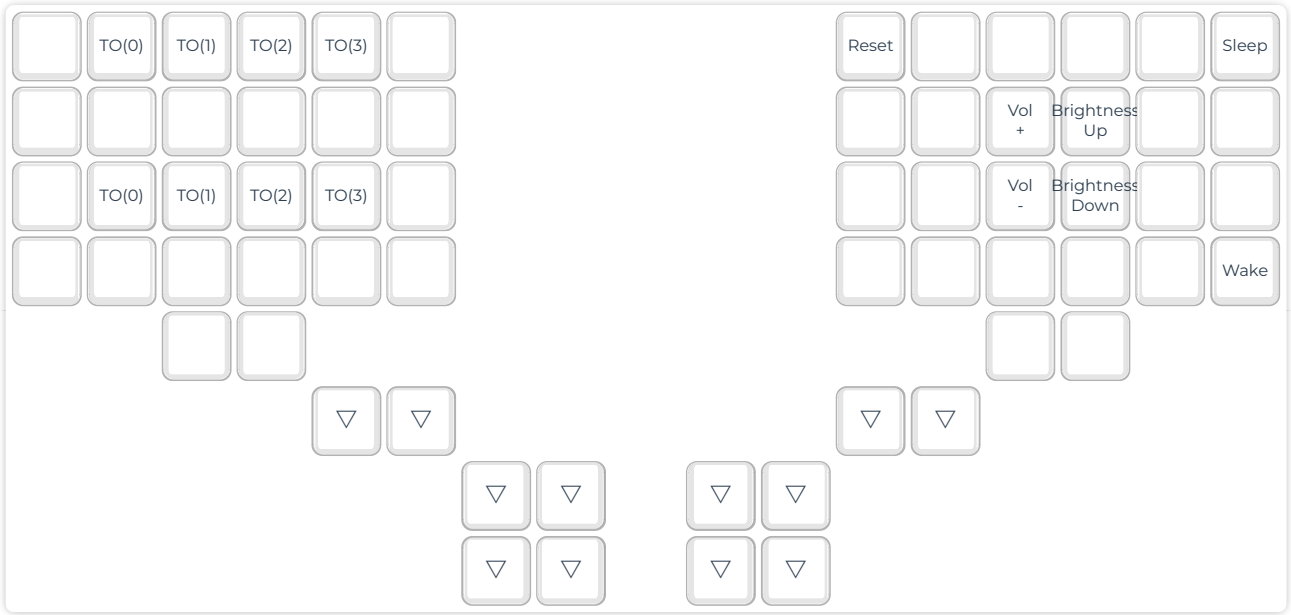 TO(0) TO(1) TO(2) TO(3) Reset Sleep
Vol
+
Brightness
Up
TO(0) TO(1) TO(2) TO(3)
Vol
-
Brightness
Down
Wake